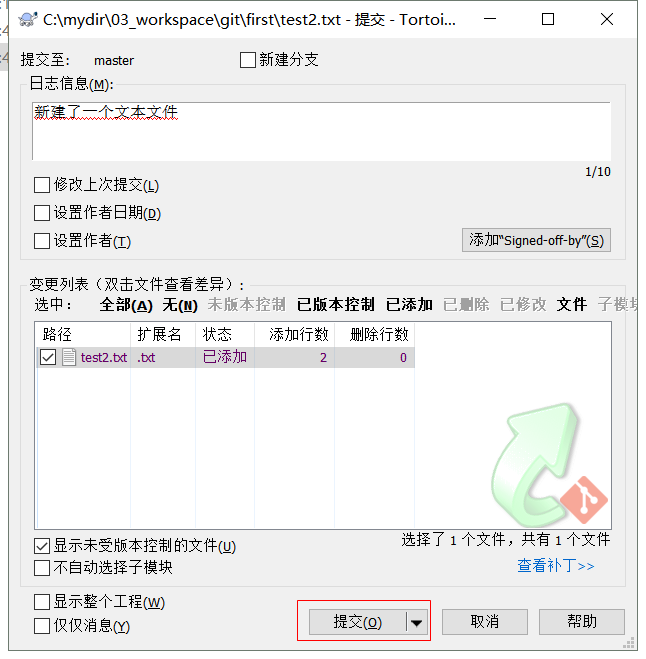 C:\mydir\03_workspace\git\first\test2.txt - 提交 - Tortoi...
提交至: master 新建分支
日志信息(M):
新建了一个文本文件
1/10
修改上次提交(L)
设置作者日期(D)
设置作者(T)
添加“Signed-off-by”(S)
变更列表（双击文件查看差异）:
选中: 全部(A) 无(N) 未版本控制 已版本控制 已添加 已删除 已修改 文件 子模块
路径 扩展名 状态 添加行数 删除行数
test2.txt .txt 已添加 2 0
显示未受版本控制的文件(U)
选择了 1 个文件，共有 1 个文件
不自动选择子模块
查看补丁>>
显示整个工程(W)
仅仅消息(Y)
提交(O) 取消 帮助